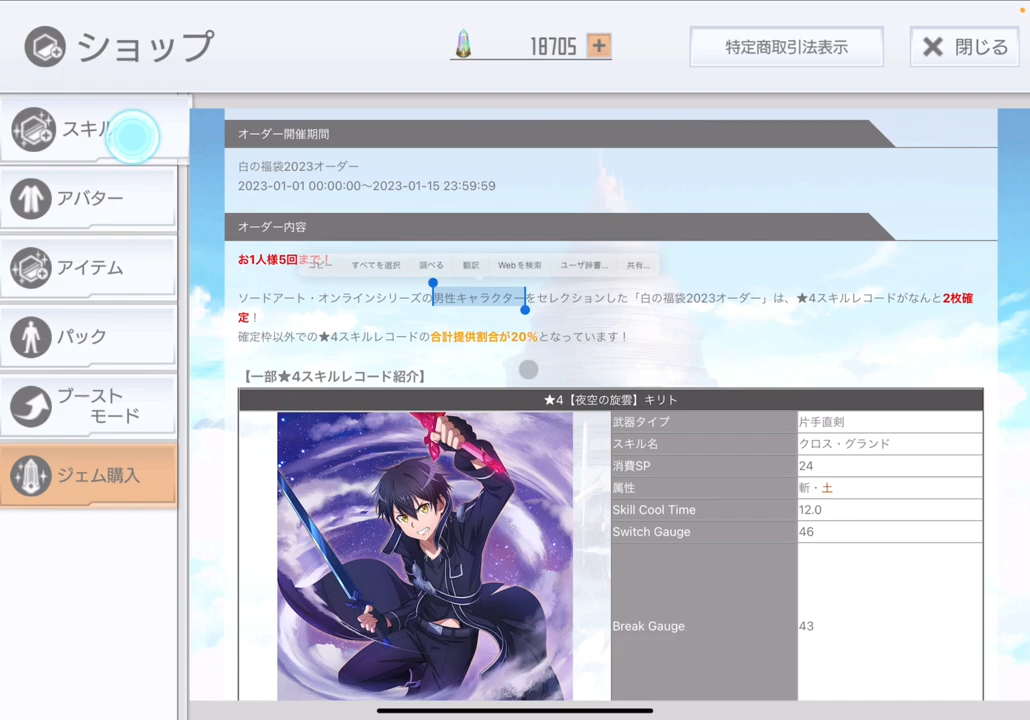 ショップ
18705
特定商取引法表示
閉じる
スキル
アバター
アイテム
パック
ブースト
モード
ジェム購入
オーダー開催期間
白の福袋2023オーダー
2023-01-01 00:00:00～2023-01-15 23:59:59
オーダー内容
お1人様5回まで！
コピー すべてを選択 調べる 翻訳 Webを検索 ユーザ辞書... 共有...
ソードアート・オンラインシリーズの男性キャラクターをセレクションした「白の福袋2023オーダー」は、★4スキルレコードがなんと2枚確
定！
確定枠以外での★4スキルレコードの合計提供割合が20%となっています！
【一部★4スキルレコード紹介】
★4【夜空の旋雲】キリト
武器タイプ 片手直剣
スキル名 クロス・グランド
消費SP 24
属性 斬・土
Skill Cool Time 12.0
Switch Gauge 46
Break Gauge 43